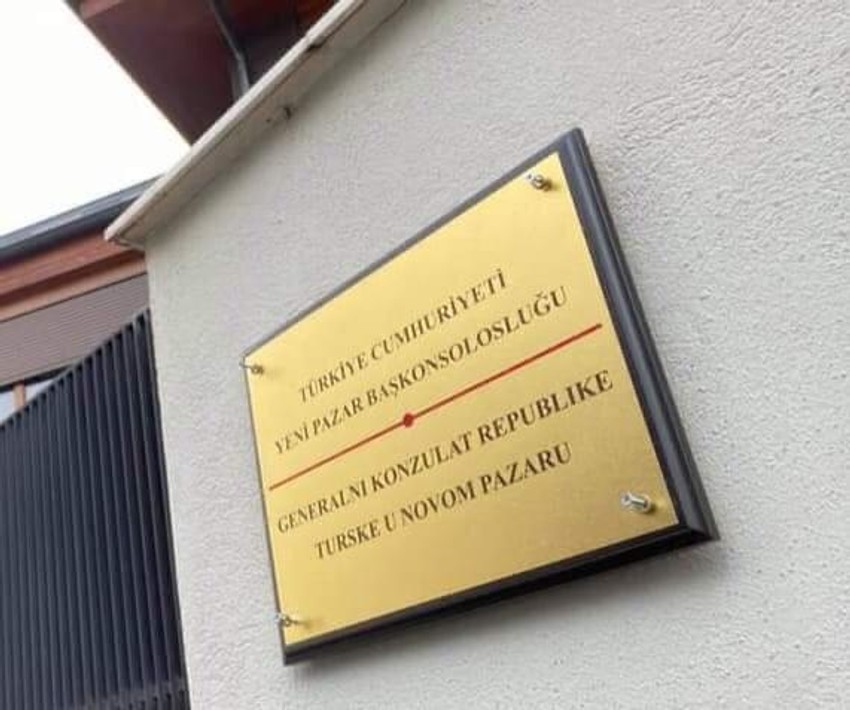 TÜRKİYE CUMHURİYETİ
YENİ PAZAR BAŞKONSOLOSLUĞU
GENERALNI KONZULAT REPUBLIKE
TURSKE U NOVOM PAZARU